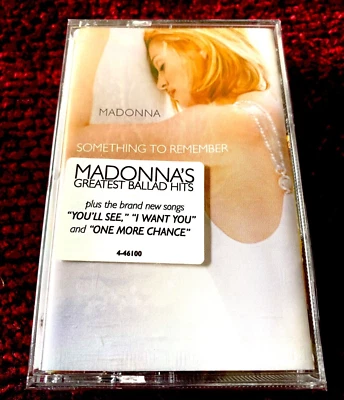 MADONNA
SOMETHING TO REMEMBER
MADONNA'S
GREATEST BALLAD HITS
plus the brand new songs
"YOU'LL SEE," "I WANT YOU"
and "ONE MORE CHANCE"
4-46100